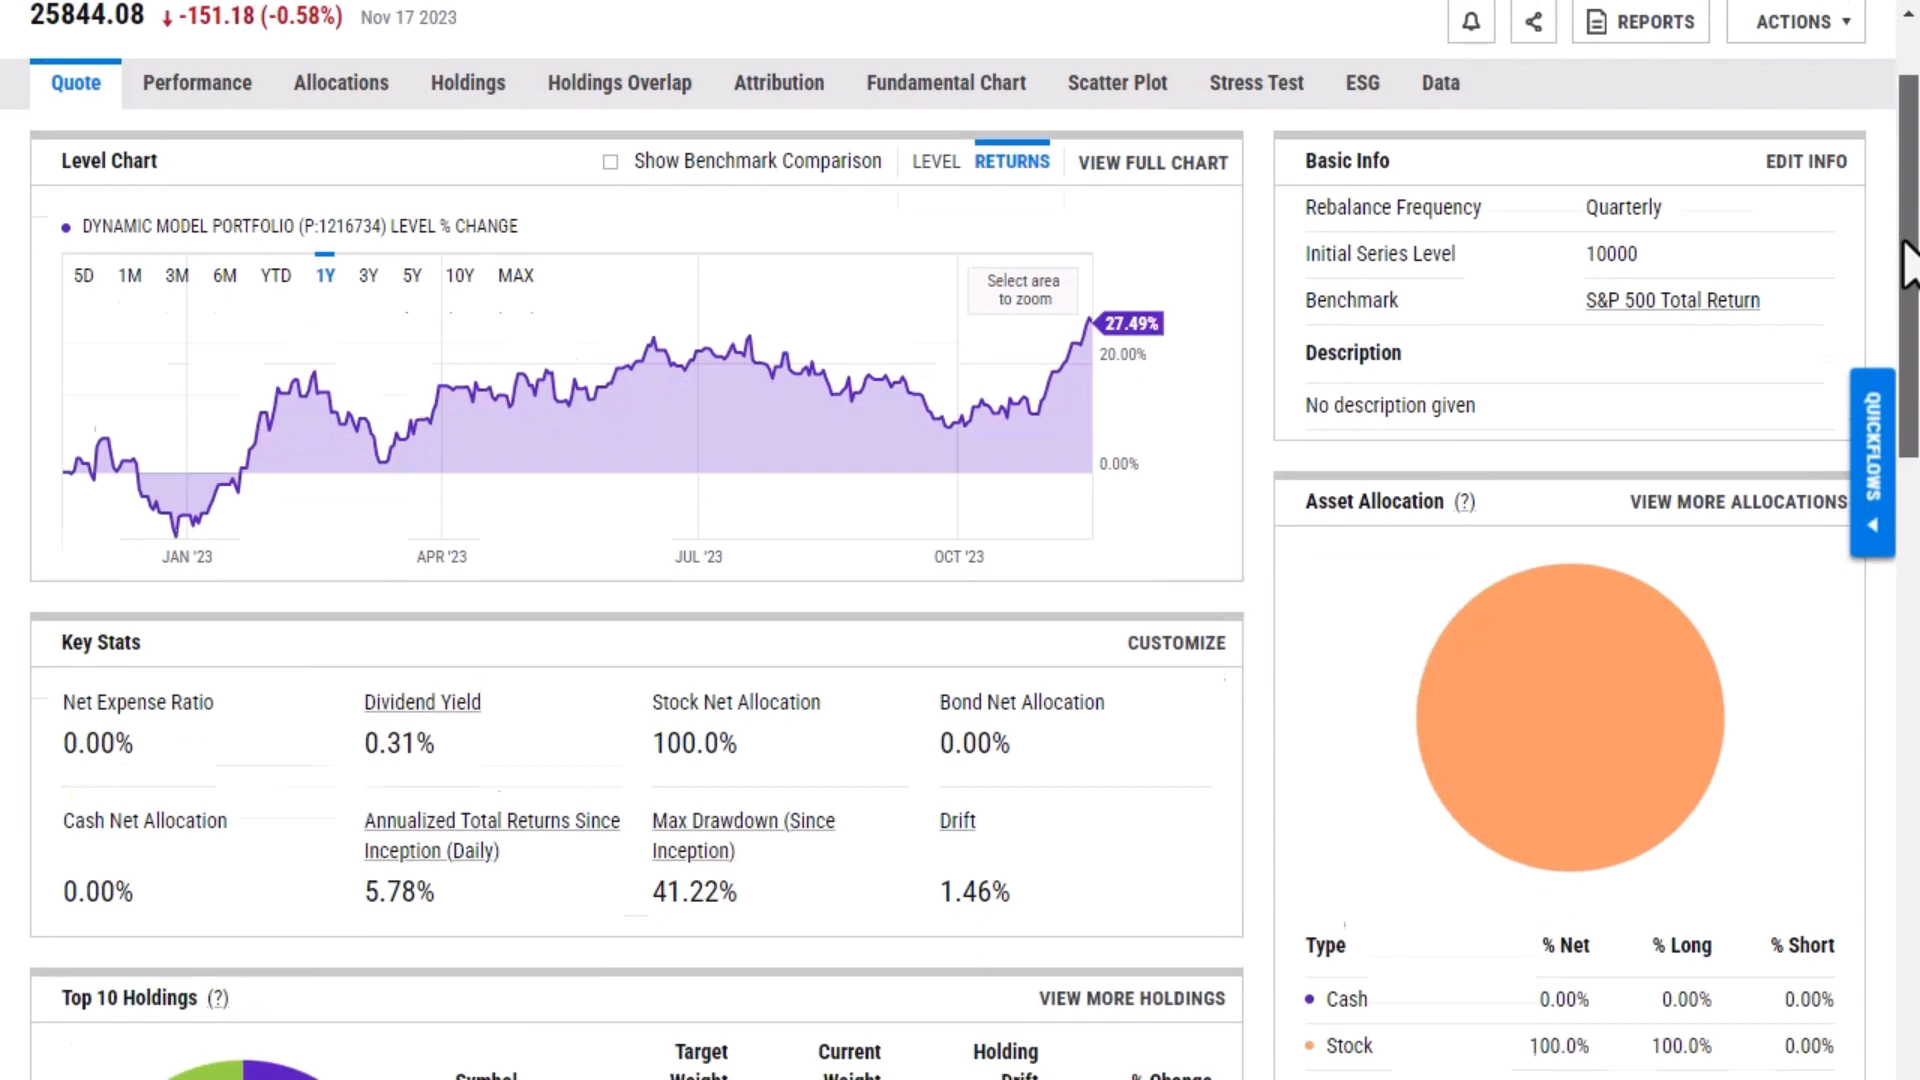 25844.08 ↓ -151.18 (-0.58%) Nov 17 2023
REPORTS
ACTIONS ▼
Quote Performance Allocations Holdings Holdings Overlap Attribution Fundamental Chart Scatter Plot Stress Test ESG Data
Level Chart
Show Benchmark Comparison
LEVEL RETURNS VIEW FULL CHART
DYNAMIC MODEL PORTFOLIO (P:1216734) LEVEL % CHANGE
5D 1M 3M 6M YTD 1Y 3Y 5Y 10Y MAX
Select area
to zoom
27.49%
20.00%
0.00%
JAN '23 APR '23 JUL '23 OCT '23
Basic Info EDIT INFO
Rebalance Frequency Quarterly
Initial Series Level 10000
Benchmark S&P 500 Total Return
Description
No description given
QUICKFLOWS
Key Stats CUSTOMIZE
Net Expense Ratio Dividend Yield Stock Net Allocation Bond Net Allocation
0.00% 0.31% 100.0% 0.00%
Cash Net Allocation Annualized Total Returns Since Max Drawdown (Since Drift
Inception (Daily) Inception)
0.00% 5.78% 41.22% 1.46%
Asset Allocation (?) VIEW MORE ALLOCATIONS
Type % Net % Long % Short
Cash 0.00% 0.00% 0.00%
Stock 100.0% 100.0% 0.00%
Top 10 Holdings (?) VIEW MORE HOLDINGS
Target Current Holding
Symbol Weight Weight Drift % Change